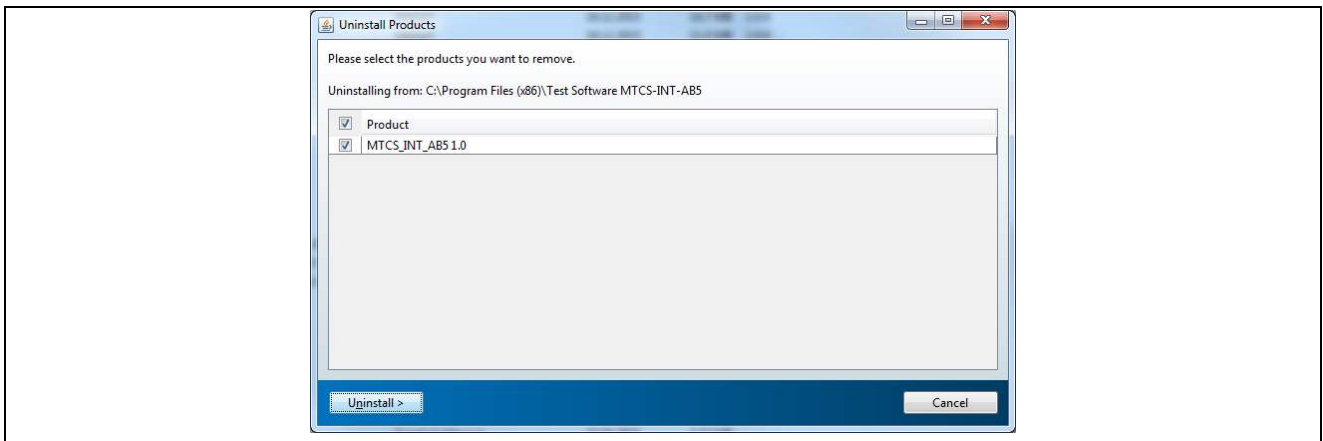 Uninstall Products
Please select the products you want to remove.
Uninstalling from: C:\Program Files (x86)\Test Software MTCS-INT-AB5
Product
MTCS_INT_AB5 1.0
Uninstall >
Cancel